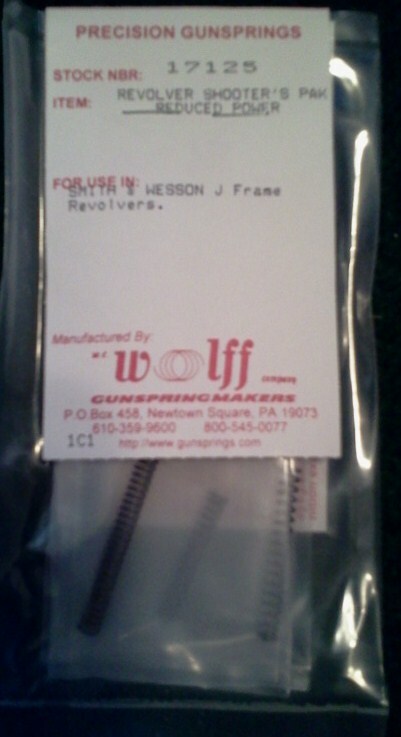 PRECISION GUNSPRINGS
STOCK NBR: 17125
ITEM: REVOLVER SHOOTER'S PAK
REDUCED POWER
FOR USE IN:
SMITH & WESSON J Frame
Revolvers.
Manufactured By:
W.C. wolff company
GUNSPRINGMAKERS
P.O.Box 458, Newtown Square, PA 19073
610-359-9600 800-545-0077
1C1 http://www.gunsprings.com